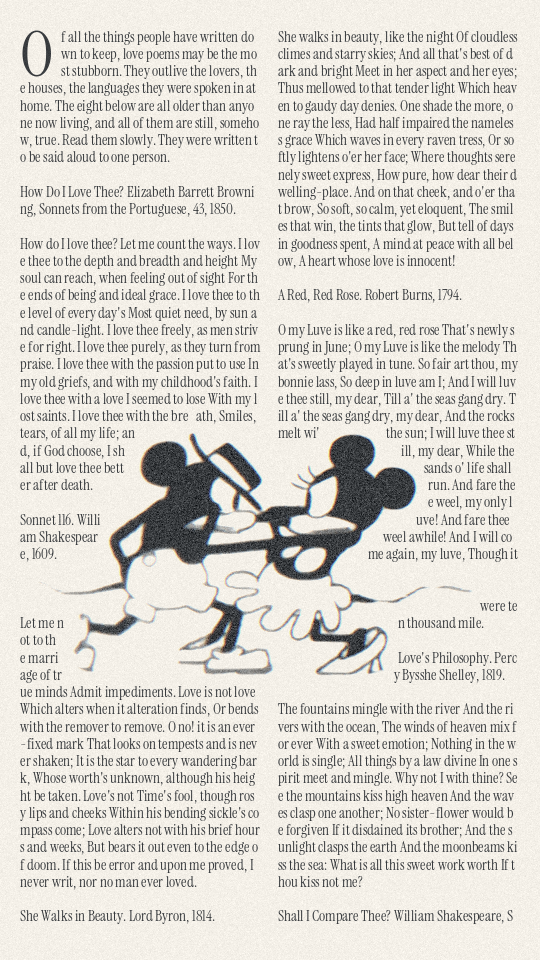 Of all the things people have written do
wn to keep, love poems may be the mo
st stubborn. They outlive the lovers, th
e houses, the languages they were spoken in at
home. The eight below are all older than anyo
ne now living, and all of them are still, someho
w, true. Read them slowly. They were written t
o be said aloud to one person.
How Do I Love Thee? Elizabeth Barrett Browni
ng, Sonnets from the Portuguese, 43, 1850.
How do I love thee? Let me count the ways. I lov
e thee to the depth and breadth and height My
soul can reach, when feeling out of sight For th
e ends of being and ideal grace. I love thee to th
e level of every day's Most quiet need, by sun a
nd candle-light. I love thee freely, as men striv
e for right. I love thee purely, as they turn from
praise. I love thee with the passion put to use In
my old griefs, and with my childhood's faith. I
love thee with a love I seemed to lose With my l
ost saints. I love thee with the bre ath, Smiles,
tears, of all my life; an
d, if God choose, I sh
all but love thee bett
er after death.
Sonnet 116. Willi
am Shakespear
e, 1609.
Let me n
ot to th
e marri
age of tr
ue minds Admit impediments. Love is not love
Which alters when it alteration finds, Or bends
with the remover to remove. O no! it is an ever
-fixed mark That looks on tempests and is nev
er shaken; It is the star to every wandering bar
k, Whose worth's unknown, although his heig
ht be taken. Love's not Time's fool, though ros
y lips and cheeks Within his bending sickle's co
mpass come; Love alters not with his brief hour
s and weeks, But bears it out even to the edge o
f doom. If this be error and upon me proved, I
never writ, nor no man ever loved.
She Walks in Beauty. Lord Byron, 1814.
She walks in beauty, like the night Of cloudless
climes and starry skies; And all that's best of d
ark and bright Meet in her aspect and her eyes;
Thus mellowed to that tender light Which heav
en to gaudy day denies. One shade the more, o
ne ray the less, Had half impaired the nameles
s grace Which waves in every raven tress, Or so
ftly lightens o'er her face; Where thoughts sere
nely sweet express, How pure, how dear their d
welling-place. And on that cheek, and o'er tha
t brow, So soft, so calm, yet eloquent, The smil
es that win, the tints that glow, But tell of days
in goodness spent, A mind at peace with all bel
ow, A heart whose love is innocent!
A Red, Red Rose. Robert Burns, 1794.
O my Luve is like a red, red rose That's newly s
prung in June; O my Luve is like the melody Th
at's sweetly played in tune. So fair art thou, my
bonnie lass, So deep in luve am I; And I will luv
e thee still, my dear, Till a' the seas gang dry. T
ill a' the seas gang dry, my dear, And the rocks
melt wi' the sun; I will luve thee st
ill, my dear, While the
sands o' life shall
run. And fare the
e weel, my only l
uve! And fare thee
weel awhile! And I will co
me again, my luve, Though it
were te
n thousand mile.
Love's Philosophy. Perc
y Bysshe Shelley, 1819.
The fountains mingle with the river And the ri
vers with the ocean, The winds of heaven mix f
or ever With a sweet emotion; Nothing in the w
orld is single; All things by a law divine In one s
pirit meet and mingle. Why not I with thine? Se
e the mountains kiss high heaven And the wav
es clasp one another; No sister-flower would b
e forgiven If it disdained its brother; And the s
unlight clasps the earth And the moonbeams ki
ss the sea: What is all this sweet work worth If t
hou kiss not me?
Shall I Compare Thee? William Shakespeare, S